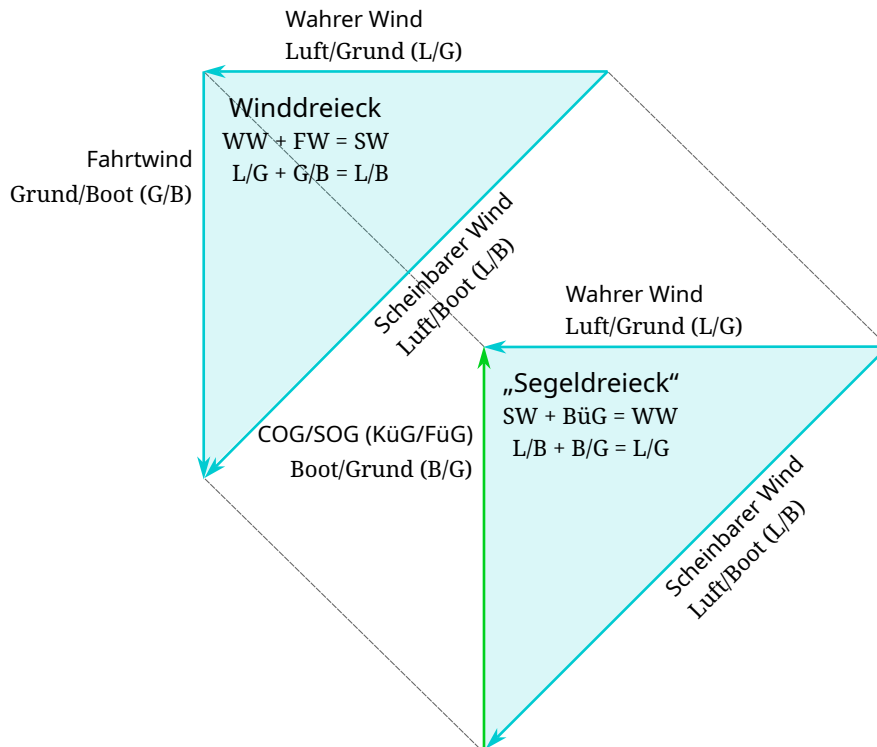 Wahrer Wind
Luft/Grund (L/G)
Winddreieck
WW + FW = SW
L/G + G/B = L/B
Fahrtwind
Grund/Boot (G/B)
Scheinbarer Wind
Luft/Boot (L/B)
Wahrer Wind
Luft/Grund (L/G)
„Segeldreieck“
SW + BüG = WW
L/B + B/G = L/G
COG/SOG (KüG/FüG)
Boot/Grund (B/G)
Scheinbarer Wind
Luft/Boot (L/B)